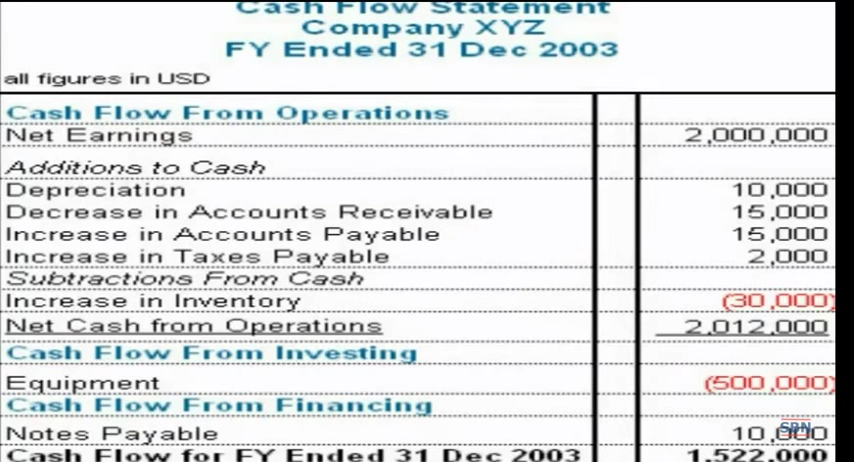 Cash Flow Statement
Company XYZ
FY Ended 31 Dec 2003
all figures in USD
Cash Flow From Operations
Net Earnings 2,000,000
Additions to Cash
Depreciation 10,000
Decrease in Accounts Receivable 15,000
Increase in Accounts Payable 15,000
Increase in Taxes Payable 2,000
Subtractions From Cash
Increase in Inventory (30,000)
Net Cash from Operations 2,012,000
Cash Flow From Investing
Equipment (500,000)
Cash Flow From Financing
Notes Payable 10,000
SBN
Cash Flow for FY Ended 31 Dec 2003 1,522,000